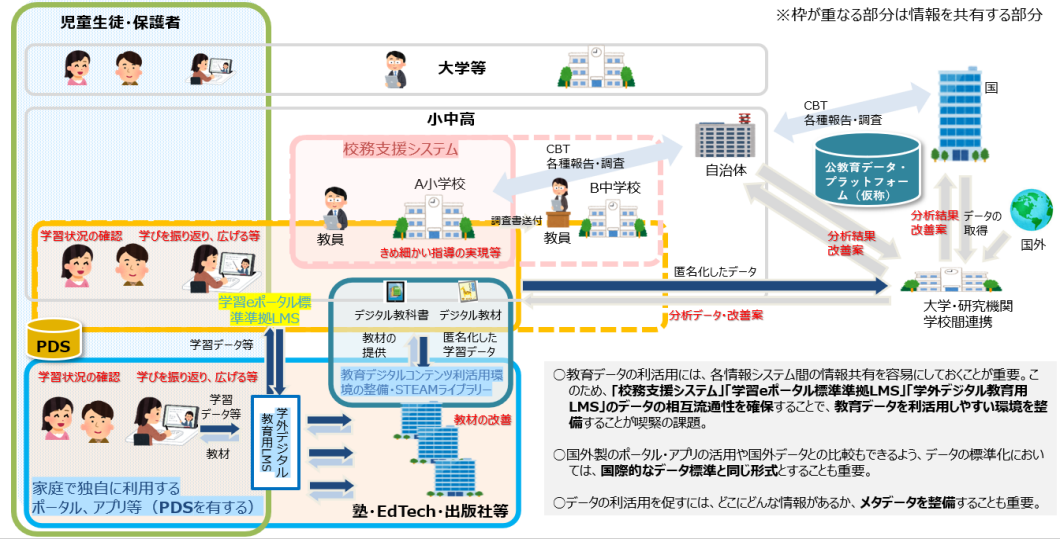 ※枠が重なる部分は情報を共有する部分
児童生徒・保護者
大学等
小中高
校務支援システム
CBT
各種報告・調査
A小学校
B中学校
教員
調査書送付
教員
きめ細かい指導の実現等
自治体
CBT
各種報告・調査
国
公教育データ・
プラットフォー
ム（仮称）
分析結果
改善案
データの
取得
国外
分析結果
改善案
大学・研究機関
学校間連携
匿名化したデータ
分析データ・改善案
学習状況の確認
学びを振り返り、広げる等
学習eポータル標
準準拠LMS
デジタル教科書
デジタル教材
教材の
提供
匿名化した
学習データ
教育デジタルコンテンツ利活用環
境の整備・STEAMライブラリー
PDS
学習データ等
学習状況の確認
学びを振り返り、広げる等
学習
データ等
教材
学外デジタル
教育用LMS
教材の改善
家庭で独自に利用する
ポータル、アプリ等（PDSを有する）
塾・EdTech・出版社等
○教育データの利活用には、各情報システム間の情報共有を容易にしておくことが重要。こ
のため、「校務支援システム」「学習eポータル標準準拠LMS」「学外デジタル教育用
LMS」のデータの相互流通性を確保することで、教育データを利活用しやすい環境を整
備することが喫緊の課題。
○国外製のポータル・アプリの活用や国外データとの比較もできるよう、データの標準化におい
ては、国際的なデータ標準と同じ形式とすることも重要。
○データの利活用を促すには、どこにどんな情報があるか、メタデータを整備することも重要。